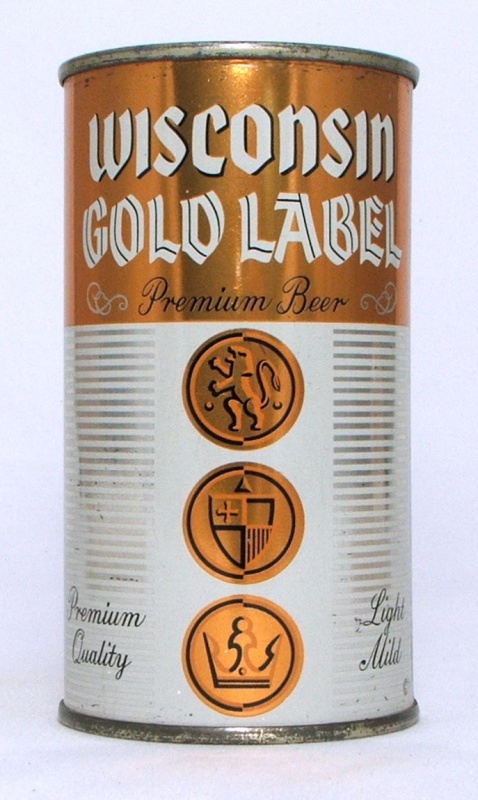 WISCONSIN
GOLD LABEL
Premium Beer
Premium
Quality
Light
Mild